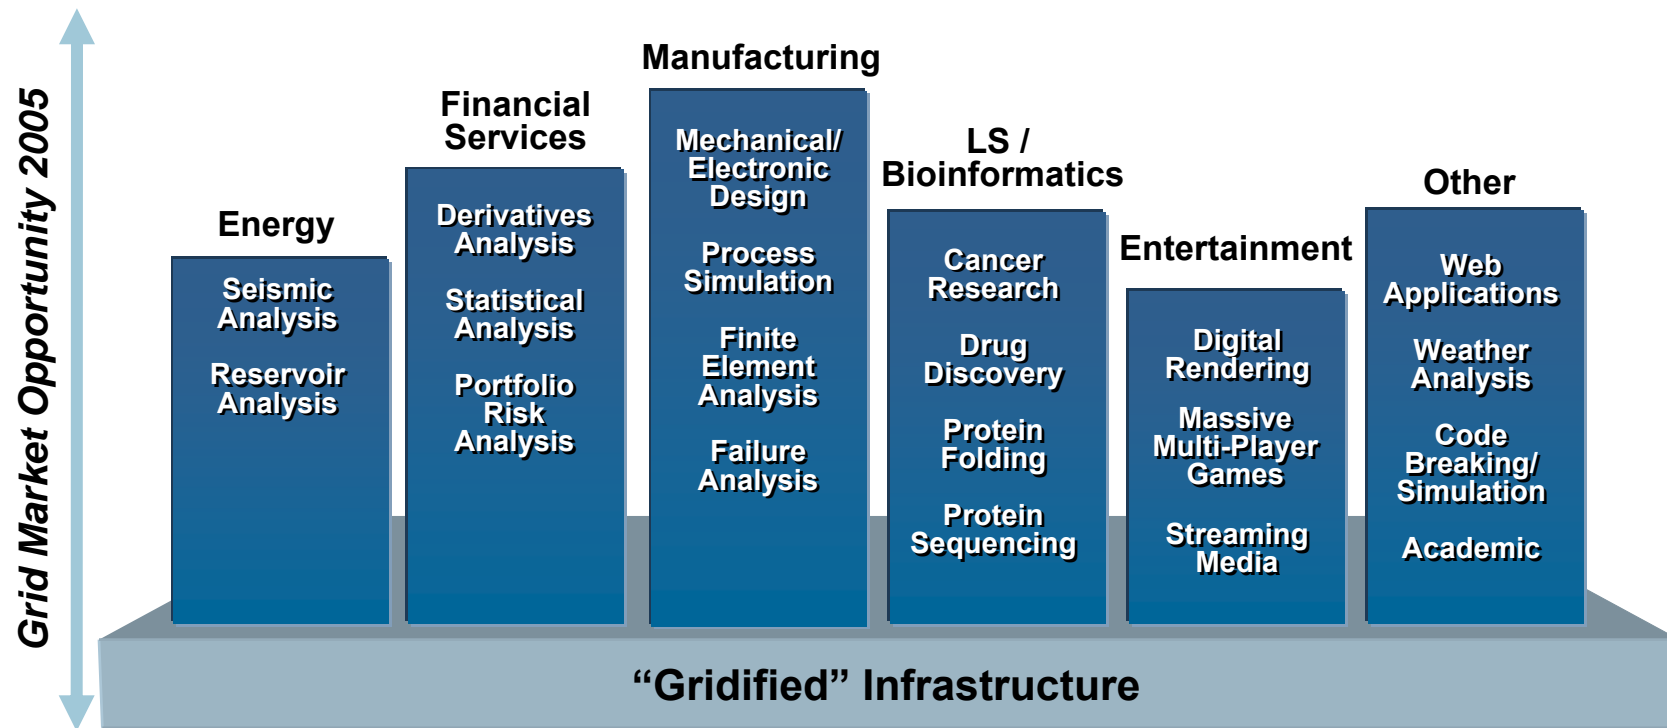 Grid Market Opportunity 2005
Energy
Seismic
Analysis
Reservoir
Analysis
Financial
Services
Derivatives
Analysis
Statistical
Analysis
Portfolio
Risk
Analysis
Manufacturing
Mechanical/
Electronic
Design
Process
Simulation
Finite
Element
Analysis
Failure
Analysis
LS /
Bioinformatics
Cancer
Research
Drug
Discovery
Protein
Folding
Protein
Sequencing
Entertainment
Digital
Rendering
Massive
Multi-Player
Games
Streaming
Media
Other
Web
Applications
Weather
Analysis
Code
Breaking/
Simulation
Academic
“Gridified” Infrastructure